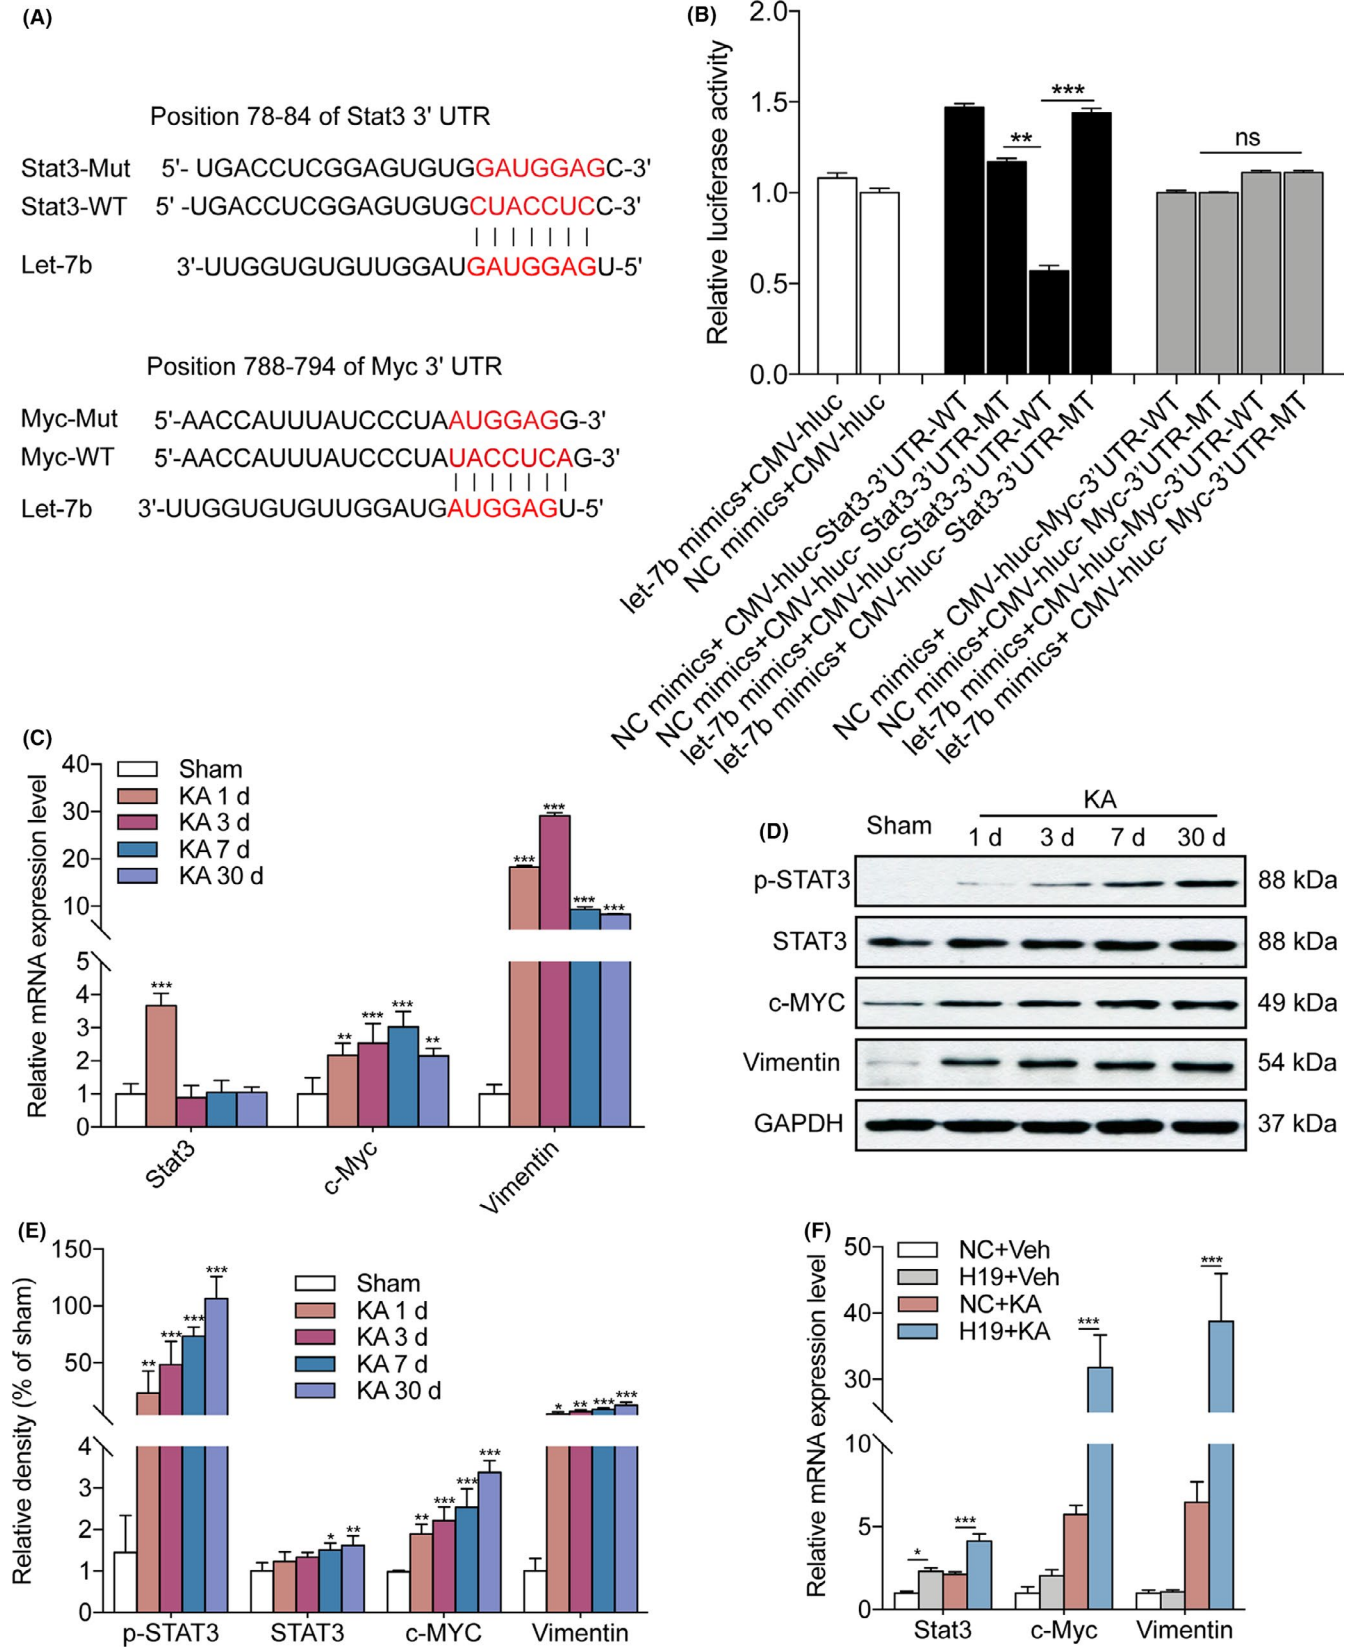 (A)
Position 78-84 of Stat3 3' UTR
Stat3-Mut 5'- UGACCUCGGAGUGUGGAUGGAGC-3'
Stat3-WT 5' -UGACCUCGGAGUGUGCUACCUCC-3'
Let-7b 3'-UUGGUGUGUUGGAUGAUGGAGU-5'
Position 788-794 of Myc 3' UTR
Myc-Mut 5'-AACCAUUUAUCCCUAAUGGAGG-3'
Myc-WT 5'-AACCAUUUAUCCCUAUACCUCAG-3'
Let-7b 3'-UUGGUGUGUUGGAUGAUGGAGU-5'
(B)
Relative luciferase activity
2.0
1.5
1.0
0.5
0.0
**
***
ns
let-7b mimics+CMV-hluc
NC mimics+CMV-hluc
NC mimics+ CMV-hluc-Stat3-3'UTR-WT
NC mimics+CMV-hluc- Stat3-3'UTR-MT
let-7b mimics+CMV-hluc-Stat3-3'UTR-WT
let-7b mimics+ CMV-hluc- Stat3-3'UTR-MT
NC mimics+ CMV-hluc-Myc-3'UTR-WT
NC mimics+CMV-hluc- Myc-3'UTR-MT
let-7b mimics+CMV-hluc-Myc-3'UTR-WT
let-7b mimics+ CMV-hluc- Myc-3'UTR-MT
(C)
Relative mRNA expression level
40
30
20
10
5
4
3
2
1
0
Sham
KA 1 d
KA 3 d
KA 7 d
KA 30 d
***
** *** *** **
*** *** *** ***
Stat3
c-Myc
Vimentin
(D)
Sham
KA
1 d 3 d 7 d 30 d
p-STAT3 88 kDa
STAT3 88 kDa
c-MYC 49 kDa
Vimentin 54 kDa
GAPDH 37 kDa
(E)
Relative density (% of sham)
150
100
50
4
3
2
1
0
Sham
KA 1 d
KA 3 d
KA 7 d
KA 30 d
** *** *** ***
* **
** *** *** ***
* ** *** ***
p-STAT3 STAT3 c-MYC Vimentin
(F)
Relative mRNA expression level
50
40
30
10
5
0
NC+Veh
H19+Veh
NC+KA
H19+KA
* ***
***
***
Stat3 c-Myc Vimentin